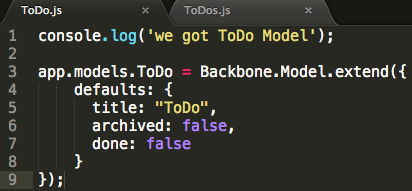 ToDo.js × ToDos.js ×
1 console.log('we got ToDo Model');
2
3 app.models.ToDo = Backbone.Model.extend({
4     defaults: {
5       title: "ToDo",
6       archived: false,
7       done: false
8     }
9 });